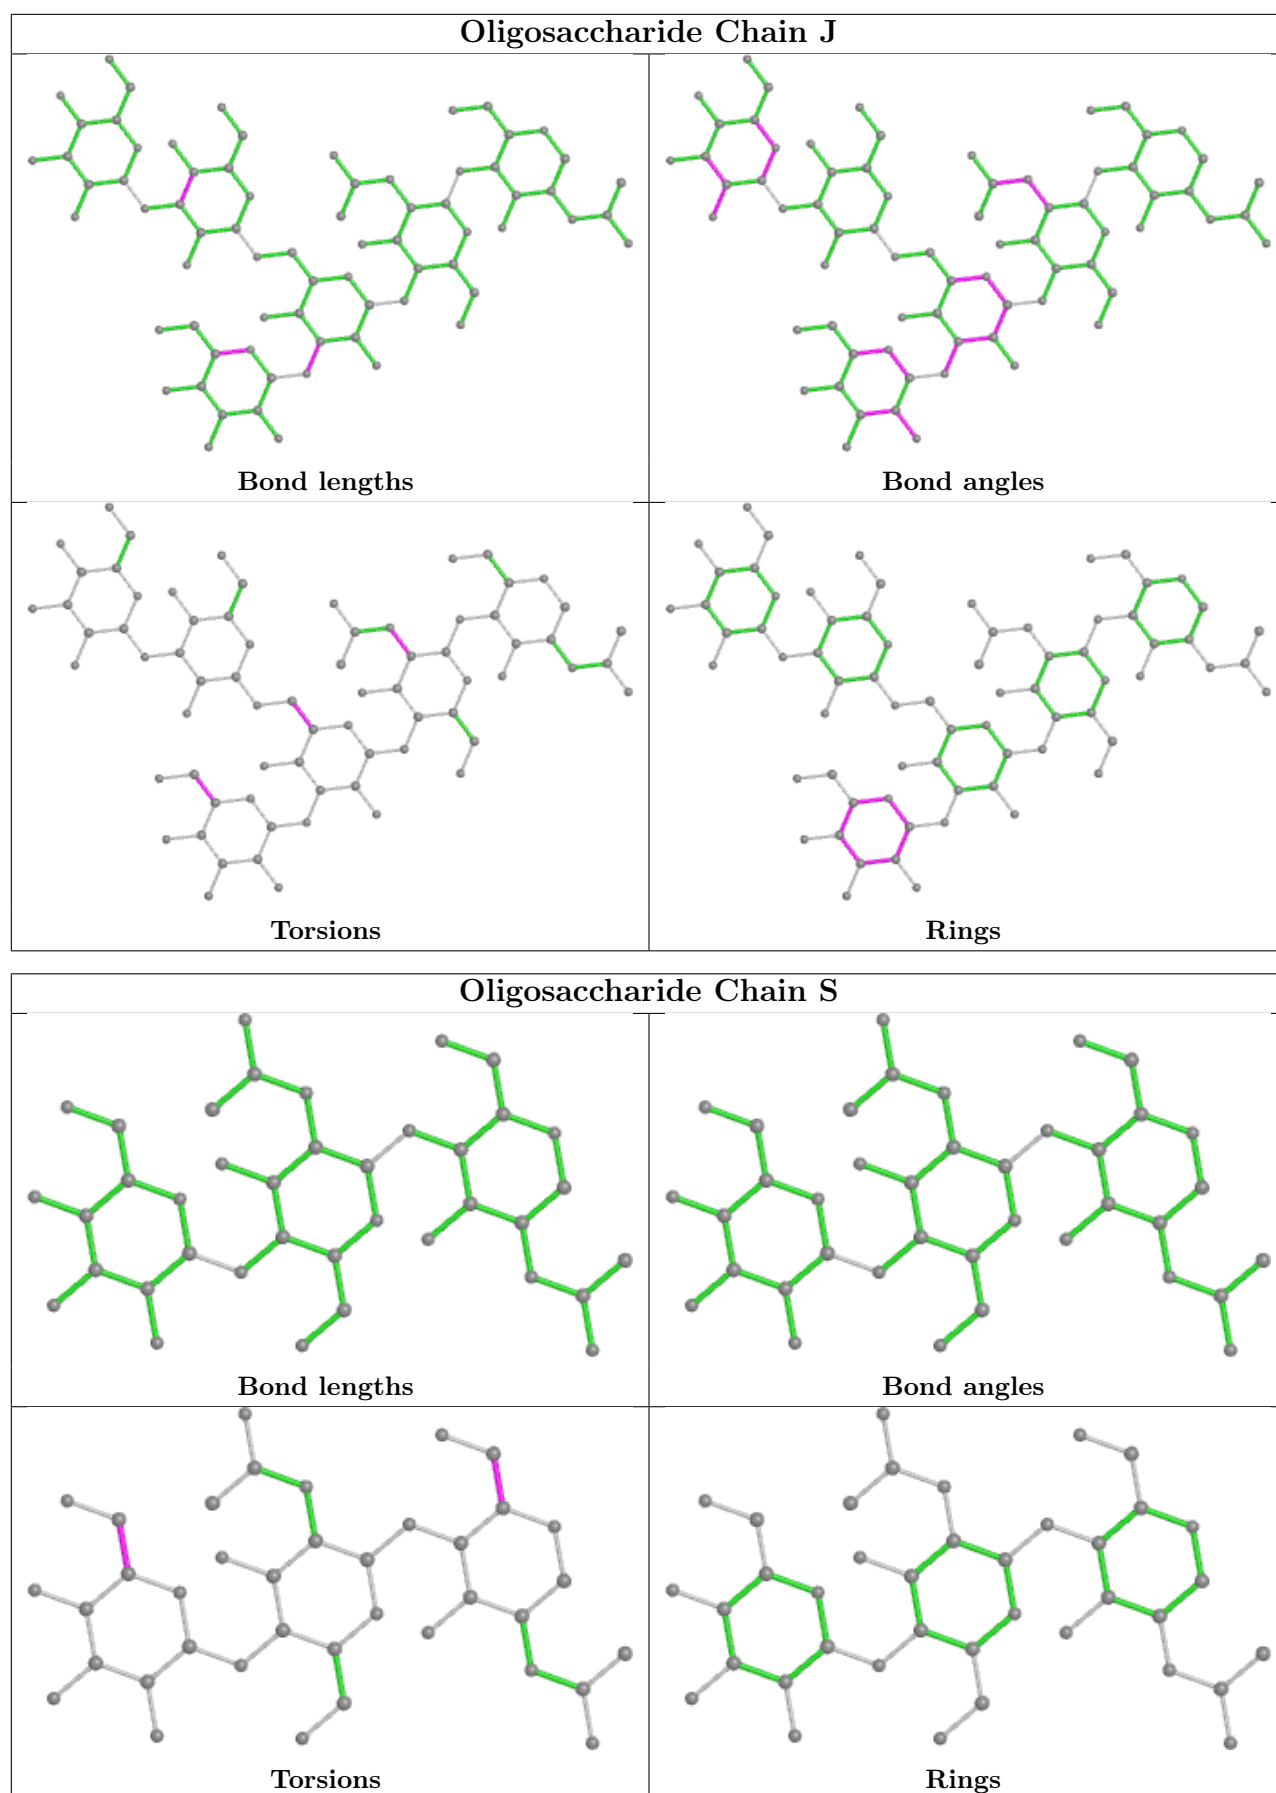 Oligosaccharide Chain J
Bond lengths
Bond angles
Torsions
Rings
Oligosaccharide Chain S
Bond lengths
Bond angles
Torsions
Rings